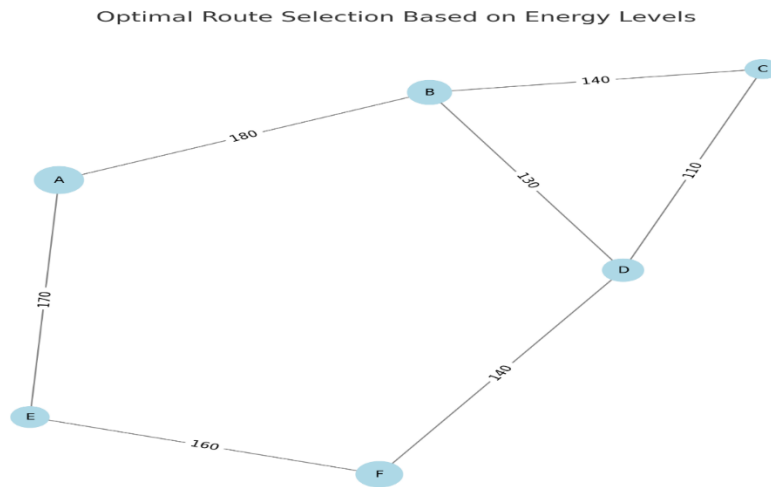 Optimal Route Selection Based on Energy Levels
C
140
B
180
110
130
A
D
170
140
E
160
F